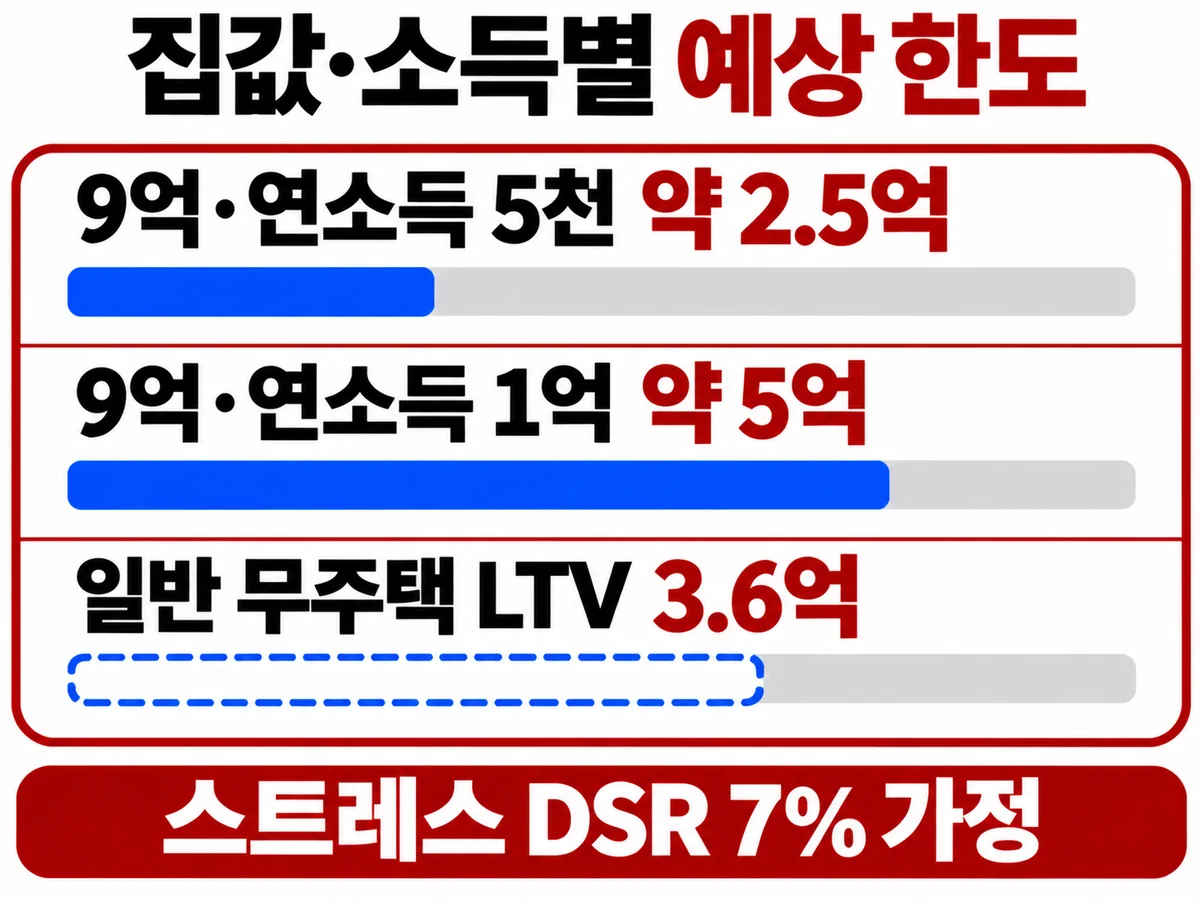 집값·소득별 예상 한도
9억·연소득 5천 약 2.5억
9억·연소득 1억 약 5억
일반 무주택 LTV 3.6억
스트레스 DSR 7% 가정